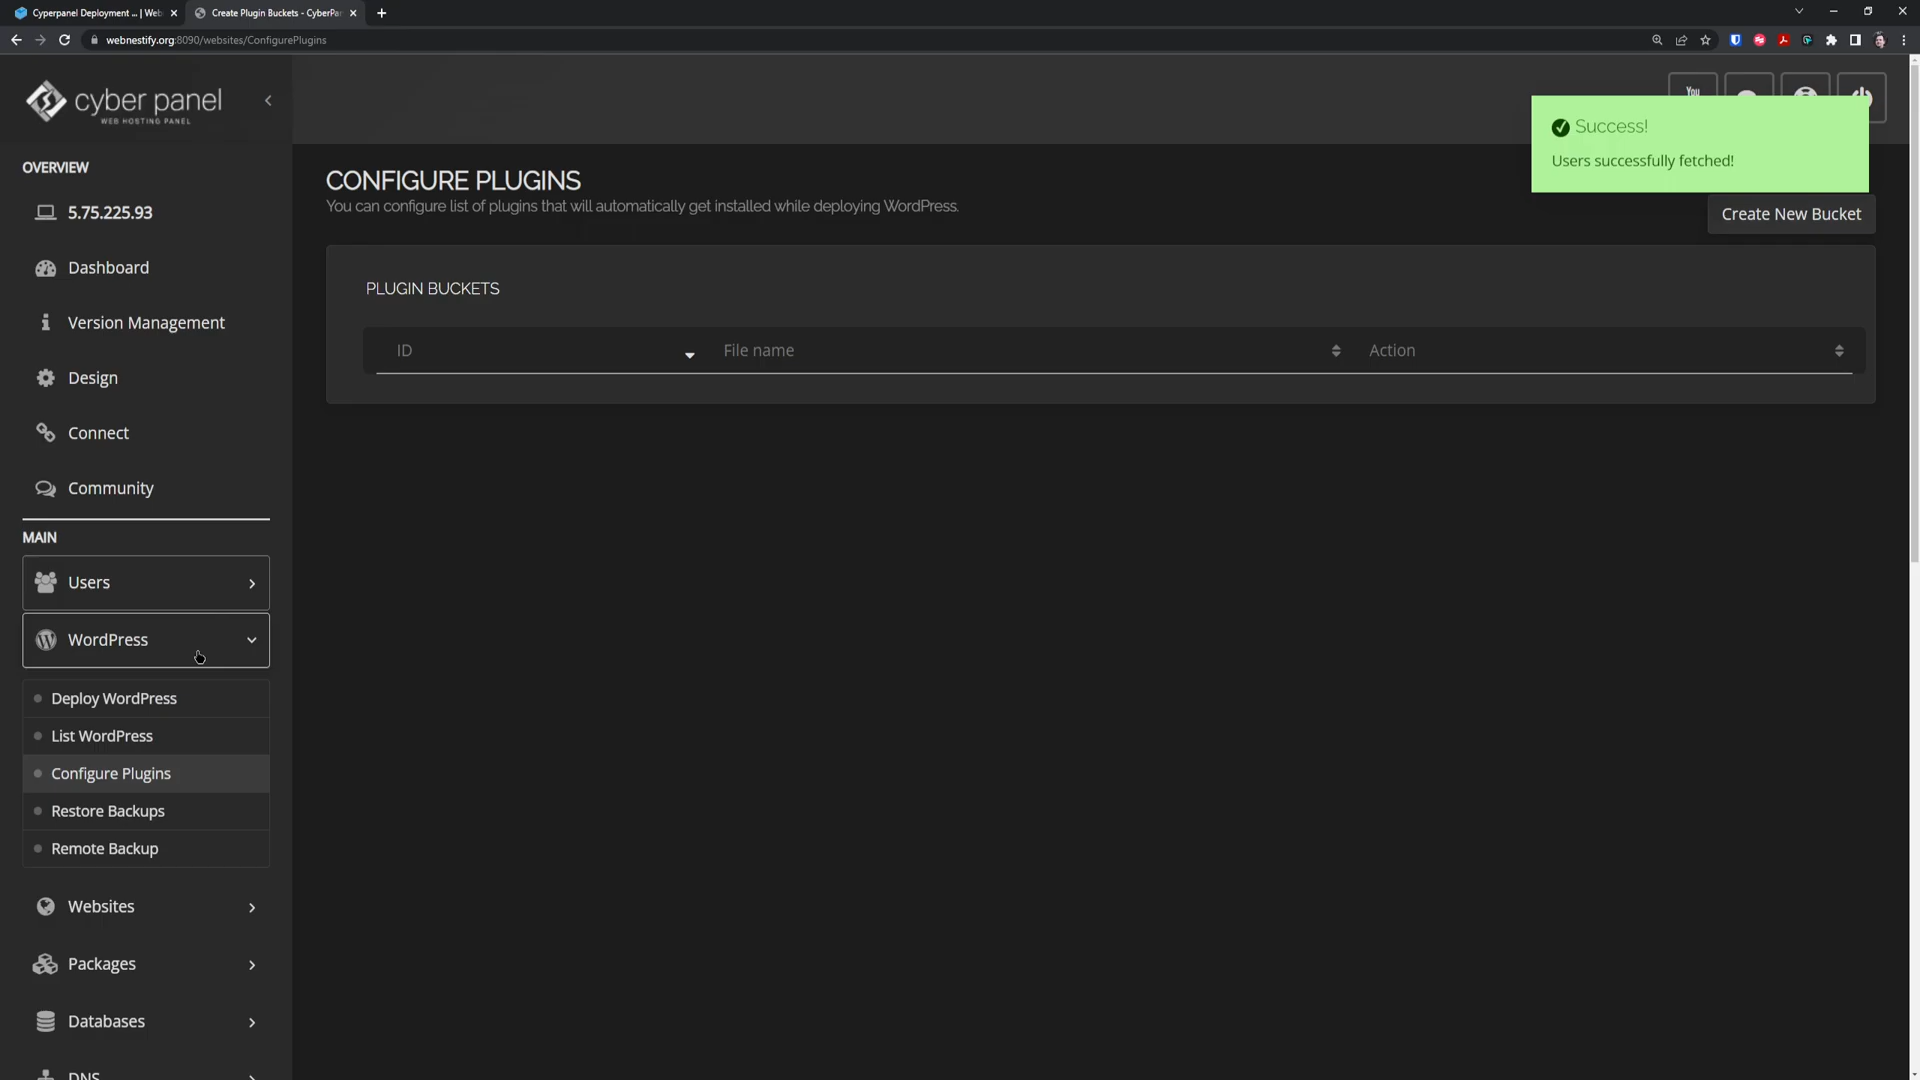 Cyperpanel Deployment ... | Web
Create Plugin Buckets - CyberPan
webnestify.org:8090/websites/ConfigurePlugins
cyber panel
WEB HOSTING PANEL
You
Success!
Users successfully fetched!
OVERVIEW
5.75.225.93
Dashboard
Version Management
Design
Connect
Community
MAIN
Users
WordPress
Deploy WordPress
List WordPress
Configure Plugins
Restore Backups
Remote Backup
Websites
Packages
Databases
DNS
CONFIGURE PLUGINS
You can configure list of plugins that will automatically get installed while deploying WordPress.
Create New Bucket
PLUGIN BUCKETS
ID File name Action